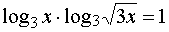 log₃ x · log₃ √(3x) = 1